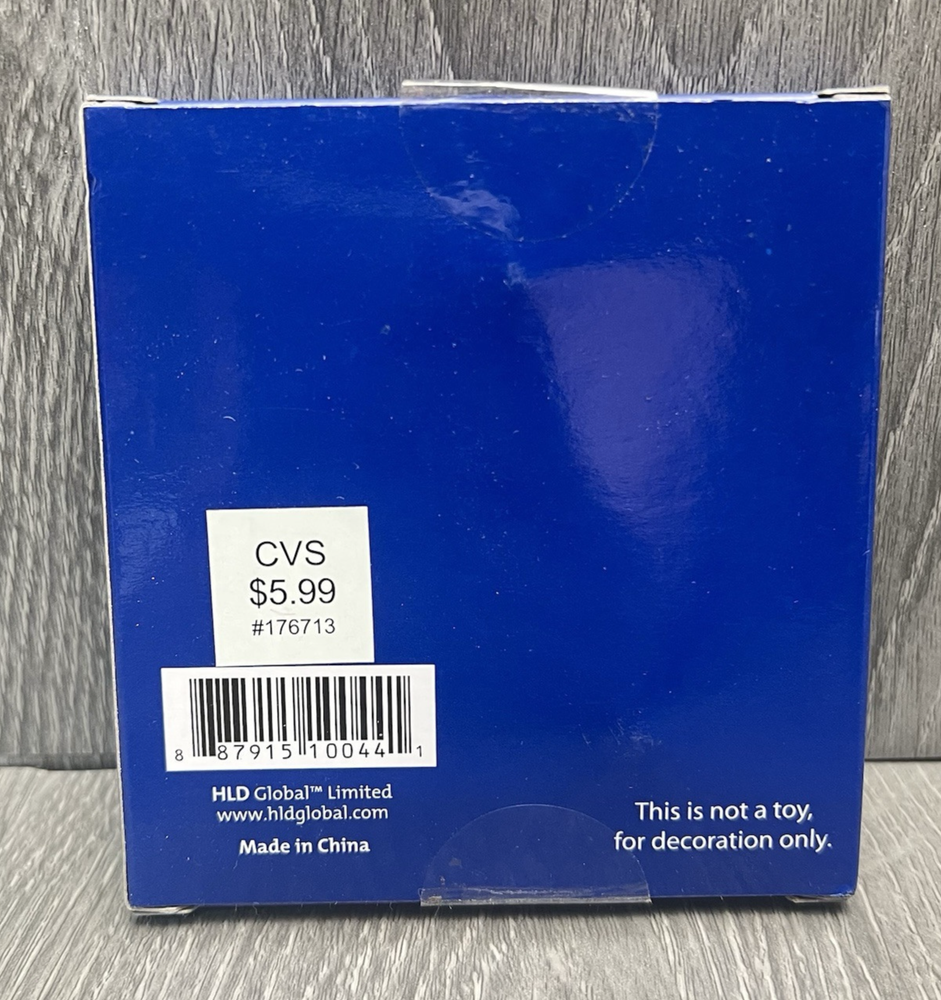 CVS
$5.99
#176713
8 87915 10044 1
HLD Global™ Limited
www.hldglobal.com
Made in China
This is not a toy,
for decoration only.